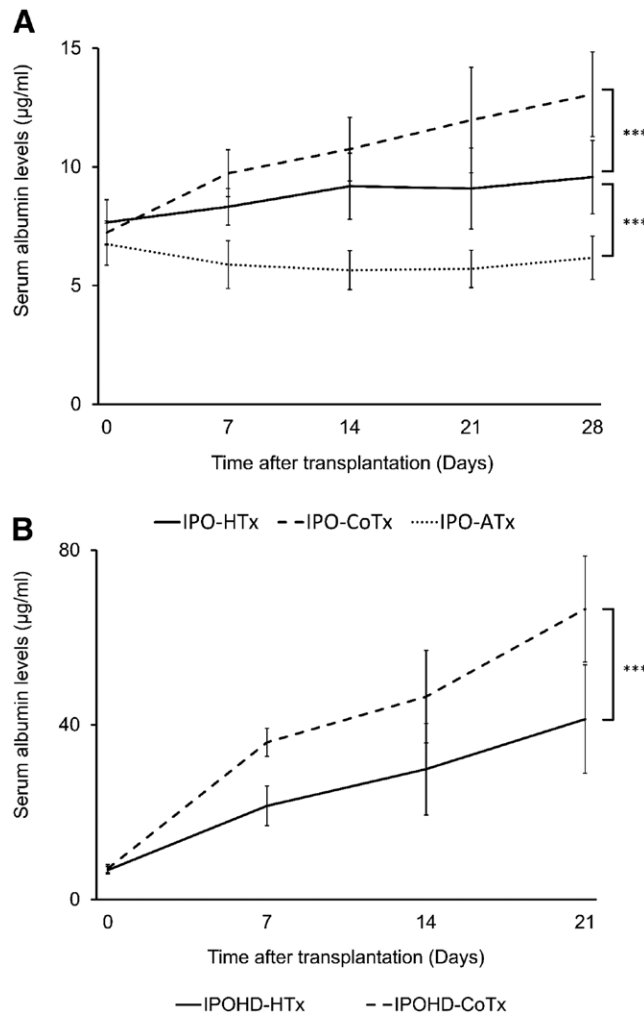 A
Serum albumin levels (µg/ml)
15
10
5
0
0 7 14 21 28
Time after transplantation (Days)
***
***
IPO-HTx IPO-CoTx IPO-ATx
B
Serum albumin levels (µg/ml)
80
40
0
0 7 14 21
Time after transplantation (Days)
***
IPOHD-HTx IPOHD-CoTx